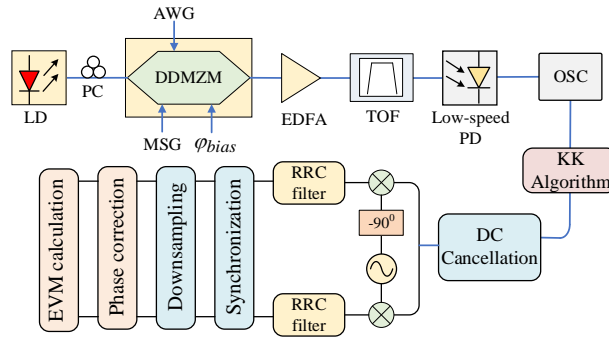 AWG
LD
PC
DDMZM
MSG
φbias
EDFA
TOF
Low-speed
PD
OSC
KK
Algorithm
DC
Cancellation
-90⁰
RRC
filter
RRC
filter
Synchronization
Downsampling
Phase correction
EVM calculation